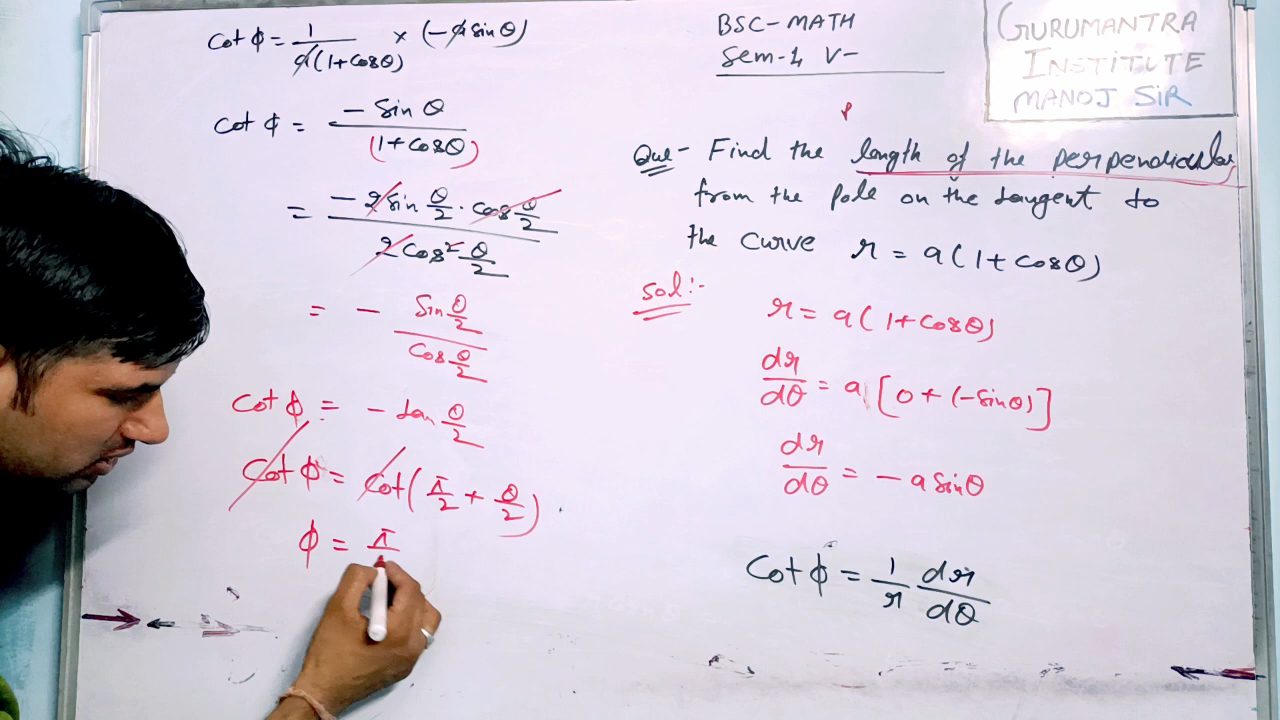 BSC-MATH
Sem-1 V-
GURUMANTRA
INSTITUTE
MANOJ SIR
P
Que- Find the length of the perpendicular
from the Pole on the tangent to
the curve r = a(1+cosθ)
Sol:-
r = a(1+cosθ)
dr/dθ = a[0+(-sinθ)]
dr/dθ = -a sinθ
Cot ϕ = 1/r dr/dθ
Cot ϕ = 1/a(1+cosθ) × (-a sinθ)
Cot ϕ = -Sin θ/(1+cosθ)
= -2 sin θ/2 · cos θ/2 / 2 Cos² θ/2
= - Sin θ/2 / Cos θ/2
Cot ϕ = -tan θ/2
Cot ϕ = Cot(π/2 + θ/2)
ϕ = π